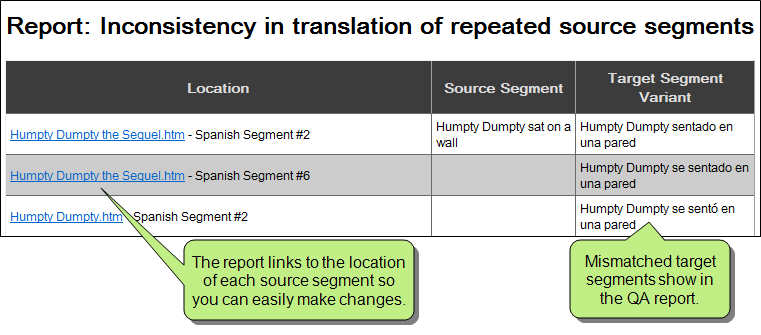 Report: Inconsistency in translation of repeated source segments
Location
Source Segment
Target Segment
Variant
Humpty Dumpty the Sequel.htm - Spanish Segment #2
Humpty Dumpty sat on a
wall
Humpty Dumpty sentado en
una pared
Humpty Dumpty the Sequel.htm - Spanish Segment #6
Humpty Dumpty se sentado en
una pared
Humpty Dumpty.htm - Spanish Segment #2
Humpty Dumpty se sentó en
una pared
The report links to the location
of each source segment so
you can easily make changes.
Mismatched target
segments show in
the QA report.